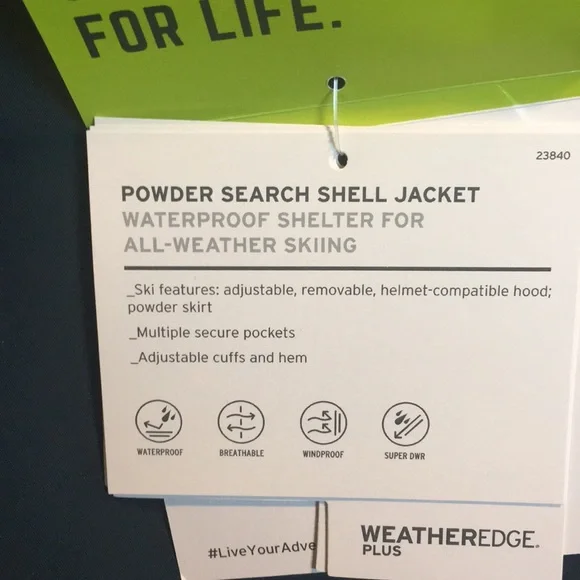 FOR LIFE.
23840
POWDER SEARCH SHELL JACKET
WATERPROOF SHELTER FOR
ALL-WEATHER SKIING
_Ski features: adjustable, removable, helmet-compatible hood;
powder skirt
_Multiple secure pockets
_Adjustable cuffs and hem
WATERPROOF
BREATHABLE
WINDPROOF
SUPER DWR
#LiveYourAdve
WEATHEREDGE®
PLUS